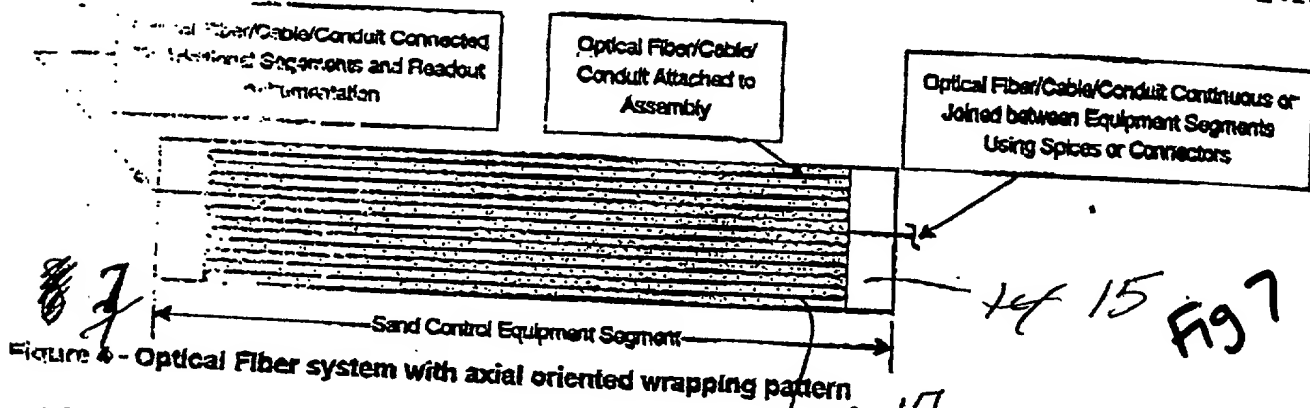 Fiber/Cable/Conduit Connected
Segments and Readout
Optical Fiber/Cable/
Conduit Attached to
Assembly
Optical Fiber/Cable/Conduit Continuous or
Joined between Equipment Segments
Using Spices or Connectors
15
Fig 7
7
Sand Control Equipment Segment
Figure - Optical Fiber system with axial oriented wrapping pattern
17